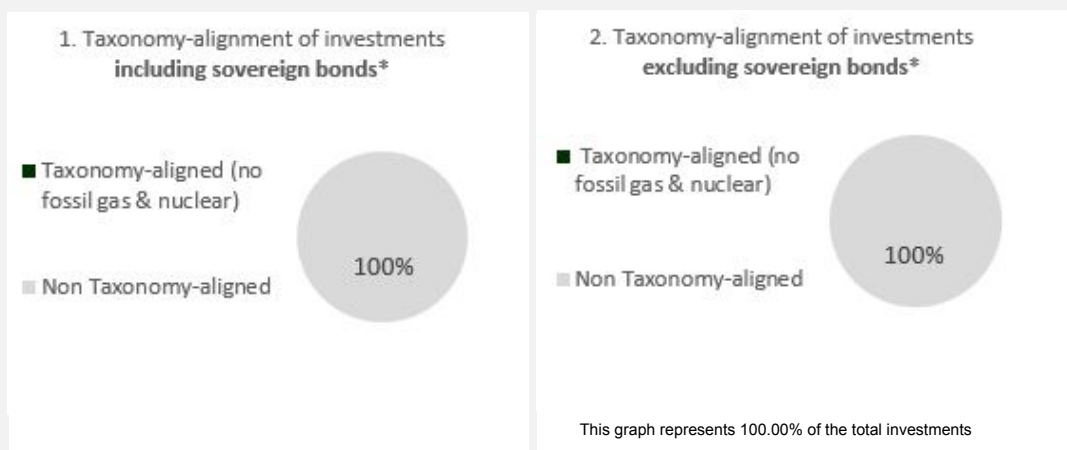 1. Taxonomy-alignment of investments
including sovereign bonds*
Taxonomy-aligned (no
fossil gas & nuclear)
100%
Non Taxonomy-aligned
2. Taxonomy-alignment of investments
excluding sovereign bonds*
Taxonomy-aligned (no
fossil gas & nuclear)
100%
Non Taxonomy-aligned
This graph represents 100.00% of the total investments